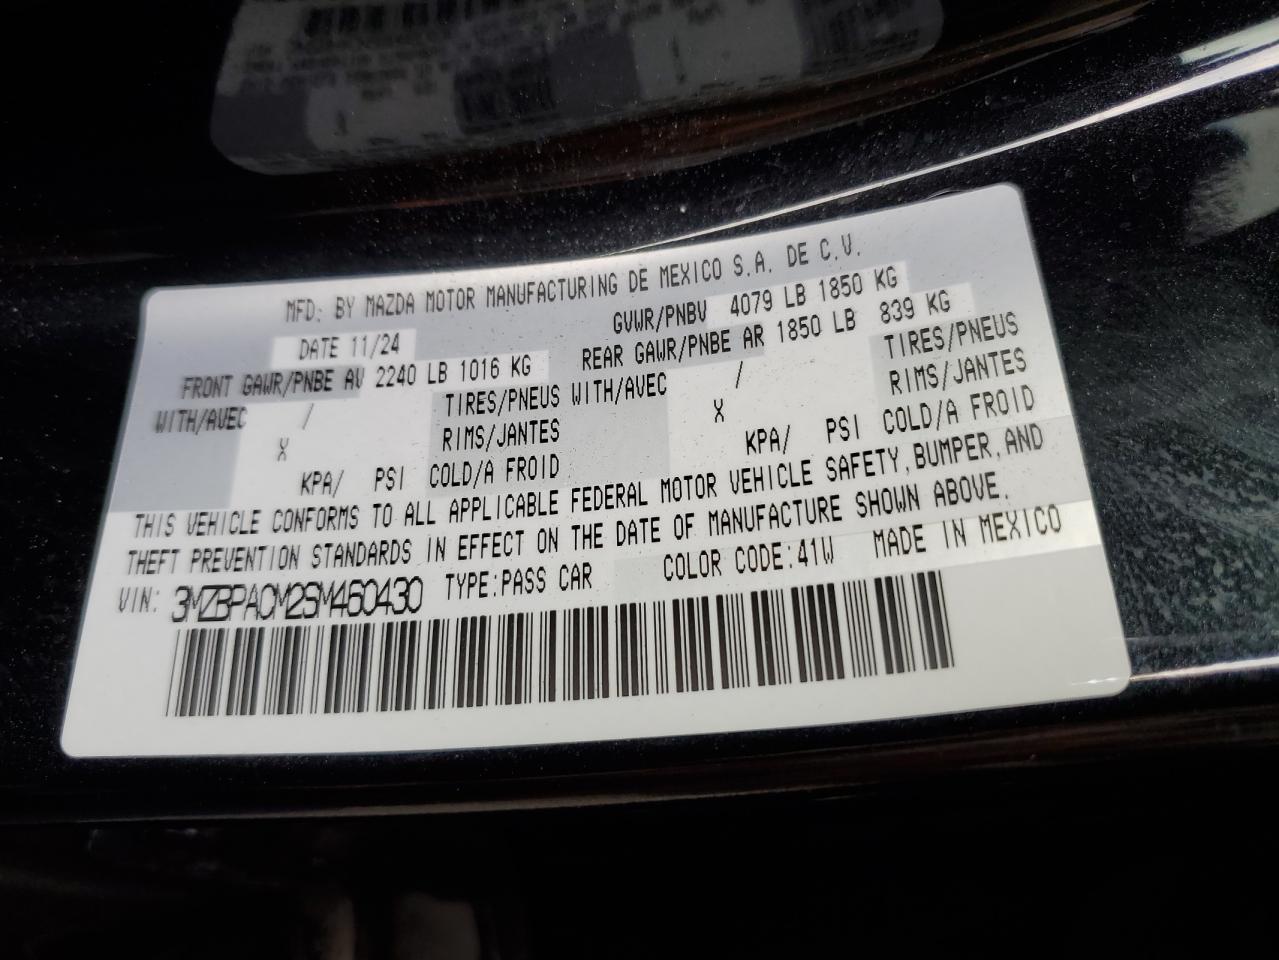 MFD. BY MAZDA MOTOR MANUFACTURING DE MEXICO S.A. DE C.V.
DATE 11/24 GVWR/PNBV 4079 LB 1850 KG
FRONT GAWR/PNBE AV 2240 LB 1016 KG REAR GAWR/PNBE AR 1850 LB 839 KG
WITH/AVEC / TIRES/PNEUS WITH/AVEC / TIRES/PNEUS
X RIMS/JANTES X RIMS/JANTES
KPA/ PSI COLD/A FROID KPA/ PSI COLD/A FROID
THIS VEHICLE CONFORMS TO ALL APPLICABLE FEDERAL MOTOR VEHICLE SAFETY, BUMPER, AND
THEFT PREVENTION STANDARDS IN EFFECT ON THE DATE OF MANUFACTURE SHOWN ABOVE.
VIN: 3MZBPACM2SM460430 TYPE:PASS CAR COLOR CODE:41W MADE IN MEXICO